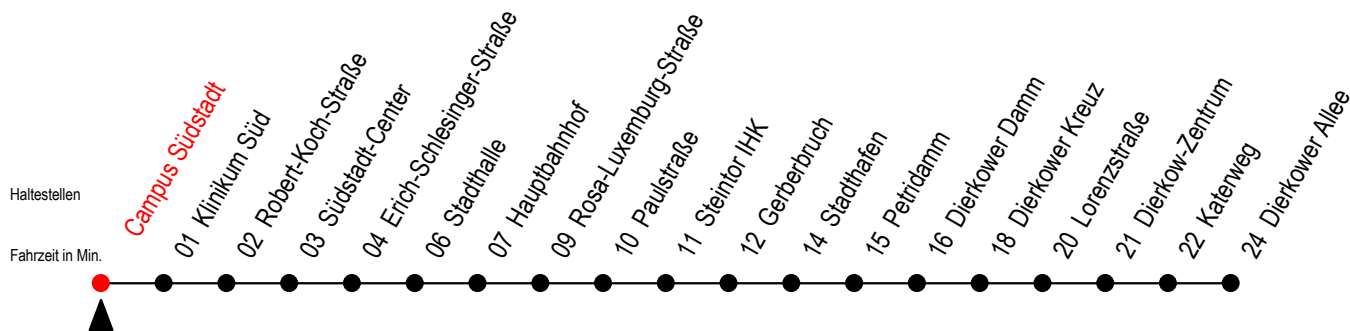 Haltestellen
Fahrzeit in Min.
Campus Südstadt
01 Klinikum Süd
02 Robert-Koch-Straße
03 Südstadt-Center
04 Erich-Schlesinger-Straße
06 Stadthalle
07 Hauptbahnhof
09 Rosa-Luxemburg-Straße
10 Paulstraße
11 Steintor IHK
12 Gerberbruch
14 Stadthafen
15 Petridamm
16 Dierkower Damm
18 Dierkower Kreuz
20 Lorenzstraße
21 Dierkow-Zentrum
22 Katerweg
24 Dierkower Allee